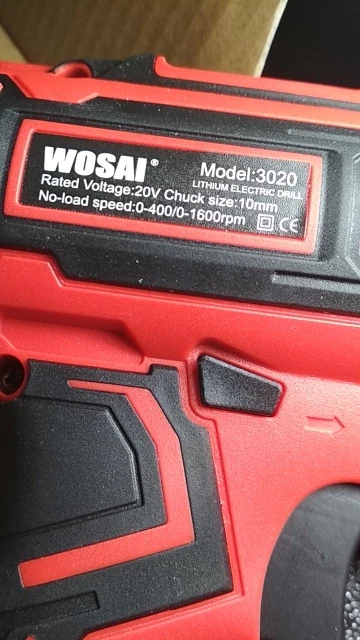 WOSAI®
Model:3020
LITHIUM ELECTRIC DRILL
Rated Voltage:20V Chuck size:10mm
No-load speed:0-400/0-1600rpm CE